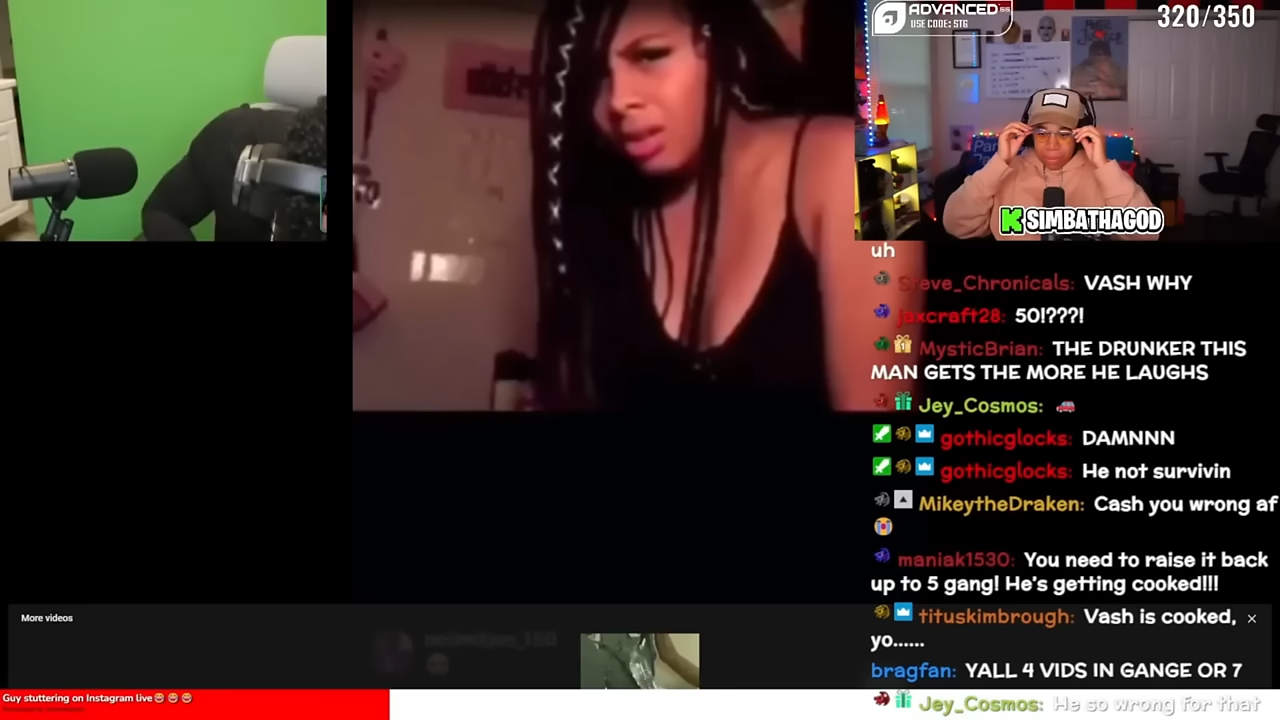 ADVANCED GG
USE CODE: STG
320/350
K SIMBATHAGOD
uh
Steve_Chronicals: VASH WHY
jaxcraft28: 50!???!
MysticBrian: THE DRUNKER THIS
MAN GETS THE MORE HE LAUGHS
Jey_Cosmos: 🚗
gothicglocks: DAMNNN
gothicglocks: He not survivin
MikeytheDraken: Cash you wrong af
😭
maniak1530: You need to raise it back
up to 5 gang! He's getting cooked!!!
tituskimbrough: Vash is cooked,
yo......
bragfan: YALL 4 VIDS IN GANGE OR 7
Jey_Cosmos: He so wrong for that
More videos
Guy stuttering on Instagram live😂 😂 😂